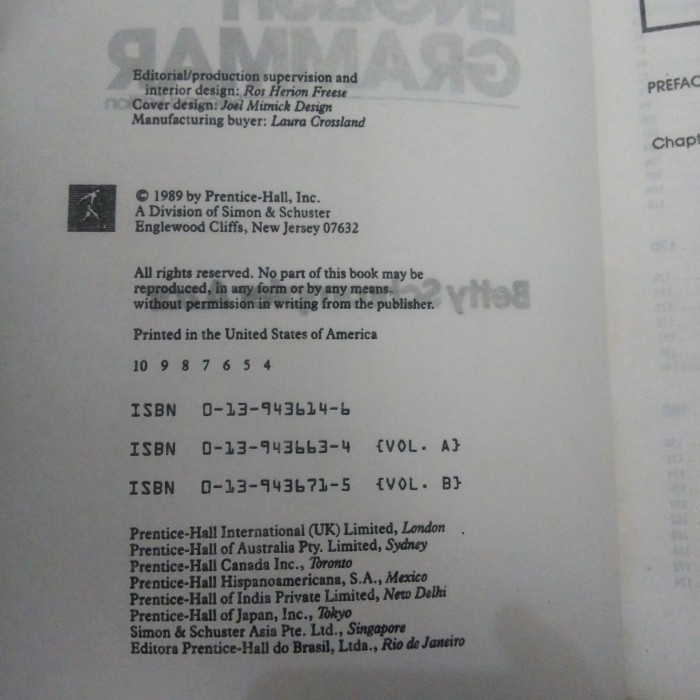 ENGLISH
GRAMMAR
Editorial/production supervision and
interior design: Ros Herion Freese
Cover design: Joel Mitnick Design
Manufacturing buyer: Laura Crossland
© 1989 by Prentice-Hall, Inc.
A Division of Simon & Schuster
Englewood Cliffs, New Jersey 07632
All rights reserved. No part of this book may be
reproduced, in any form or by any means,
without permission in writing from the publisher.
Betty
Printed in the United States of America
10 9 8 7 6 5 4
ISBN 0-13-943614-6
ISBN 0-13-943663-4 {VOL. A}
ISBN 0-13-943671-5 {VOL. B}
Prentice-Hall International (UK) Limited, London
Prentice-Hall of Australia Pty. Limited, Sydney
Prentice-Hall Canada Inc., Toronto
Prentice-Hall Hispanoamericana, S.A., Mexico
Prentice-Hall of India Private Limited, New Delhi
Prentice-Hall of Japan, Inc., Tokyo
Simon & Schuster Asia Pte. Ltd., Singapore
Editora Prentice-Hall do Brasil, Ltda., Rio de Janeiro
PREFAC
Chapt